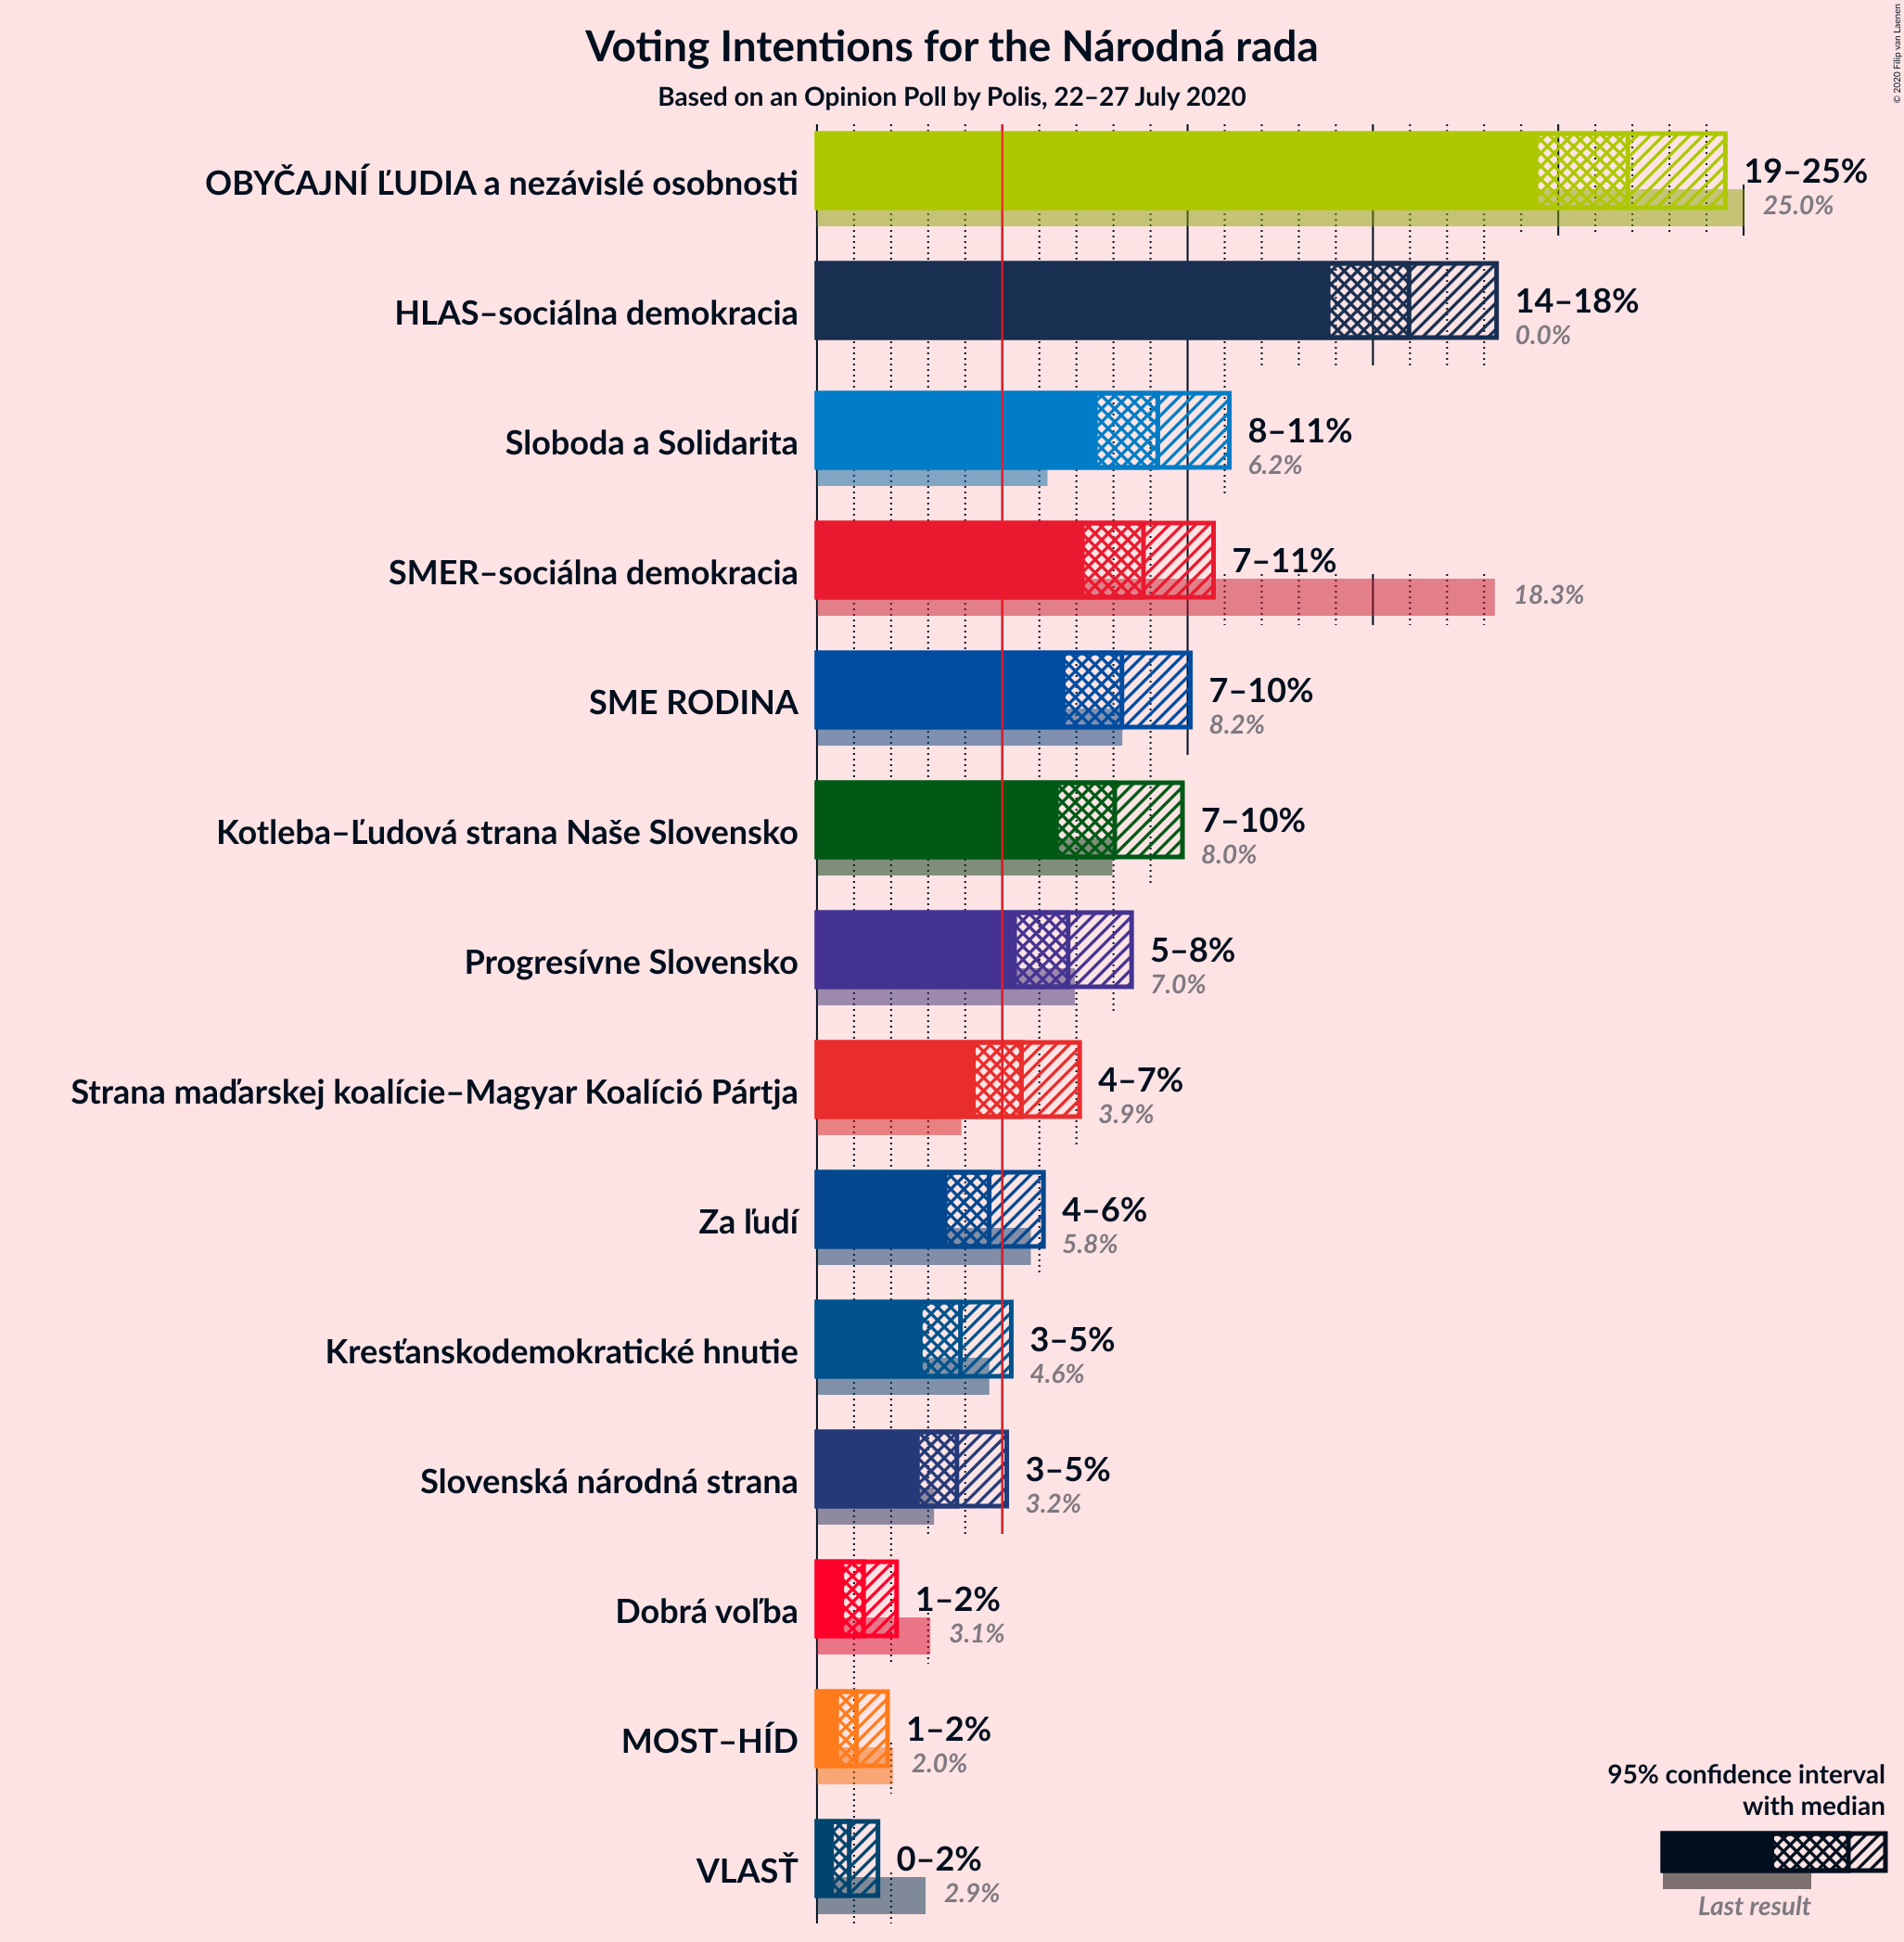 Voting Intentions for the Národná rada
Based on an Opinion Poll by Polis, 22–27 July 2020
© 2020 Filip van Laenen
OBYČAJNÍ ĽUDIA a nezávislé osobnosti
19–25%
25.0%
HLAS–sociálna demokracia
14–18%
0.0%
Sloboda a Solidarita
8–11%
6.2%
SMER–sociálna demokracia
7–11%
18.3%
SME RODINA
7–10%
8.2%
Kotleba–Ľudová strana Naše Slovensko
7–10%
8.0%
Progresívne Slovensko
5–8%
7.0%
Strana maďarskej koalície–Magyar Koalíció Pártja
4–7%
3.9%
Za ľudí
4–6%
5.8%
Kresťanskodemokratické hnutie
3–5%
4.6%
Slovenská národná strana
3–5%
3.2%
Dobrá voľba
1–2%
3.1%
MOST–HÍD
1–2%
2.0%
VLASŤ
0–2%
2.9%
95% confidence interval
with median
Last result